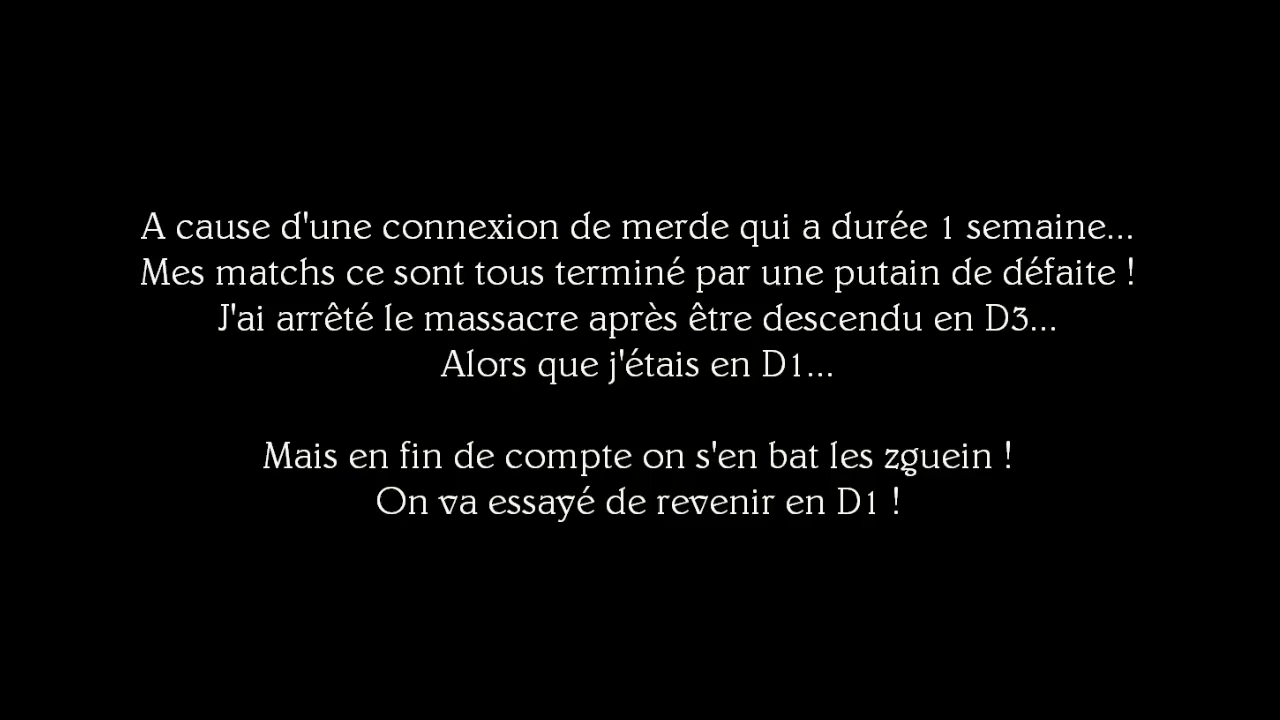 A cause d'une connexion de merde qui a durée 1 semaine...
Mes matchs ce sont tous terminé par une putain de défaite !
J'ai arrêté le massacre après être descendu en D3...
Alors que j'étais en D1...
Mais en fin de compte on s'en bat les zguein !
On va essayé de revenir en D1 !